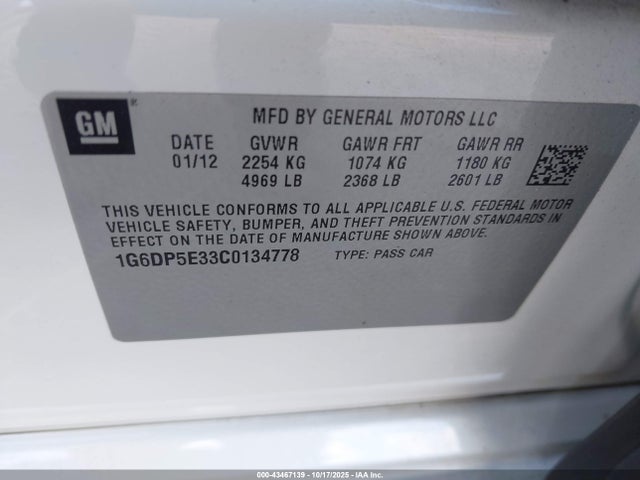 GM
MFD BY GENERAL MOTORS LLC
DATE GVWR GAWR FRT GAWR RR
01/12 2254 KG 1074 KG 1180 KG
4969 LB 2368 LB 2601 LB
THIS VEHICLE CONFORMS TO ALL APPLICABLE U.S. FEDERAL MOTOR
VEHICLE SAFETY, BUMPER, AND THEFT PREVENTION STANDARDS IN
EFFECT ON THE DATE OF MANUFACTURE SHOWN ABOVE.
1G6DP5E33C0134778 TYPE: PASS CAR
000-43467139 - 10/17/2025 - IAA Inc.